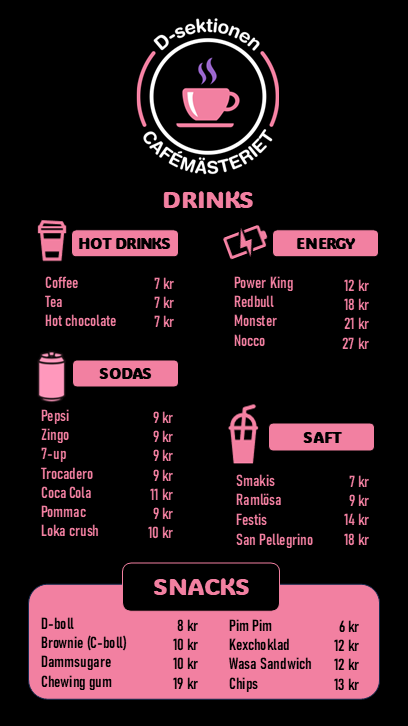 D-sektionen
CAFÉMÄSTERIET
DRINKS
HOT DRINKS
Coffee 7 kr
Tea 7 kr
Hot chocolate 7 kr
ENERGY
Power King 12 kr
Redbull 18 kr
Monster 21 kr
Nocco 27 kr
SODAS
Pepsi 9 kr
Zingo 9 kr
7-up 9 kr
Trocadero 9 kr
Coca Cola 11 kr
Pommac 9 kr
Loka crush 10 kr
SAFT
Smakis 7 kr
Ramlösa 9 kr
Festis 14 kr
San Pellegrino 18 kr
SNACKS
D-boll 8 kr
Brownie (C-boll) 10 kr
Dammsugare 10 kr
Chewing gum 19 kr
Pim Pim 6 kr
Kexchoklad 12 kr
Wasa Sandwich 12 kr
Chips 13 kr